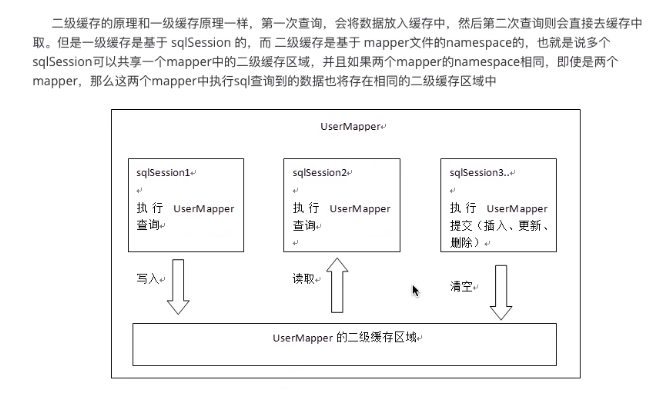 二级缓存的原理和一级缓存原理一样，第一次查询，会将数据放入缓存中，然后第二次查询则会直接去缓存中
取。但是一级缓存是基于 sqlSession 的，而 二级缓存是基于 mapper文件的namespace的，也就是说多个
sqlSession可以共享一个mapper中的二级缓存区域，并且如果两个mapper的namespace相同，即使是两个
mapper，那么这两个mapper中执行sql查询到的数据也将存在相同的二级缓存区域中
UserMapper
sqlSession1
执行 UserMapper
查询
sqlSession2
执行 UserMapper
查询
sqlSession3..
执行 UserMapper
提交（插入、更新、
删除）
写入
读取
清空
UserMapper 的二级缓存区域